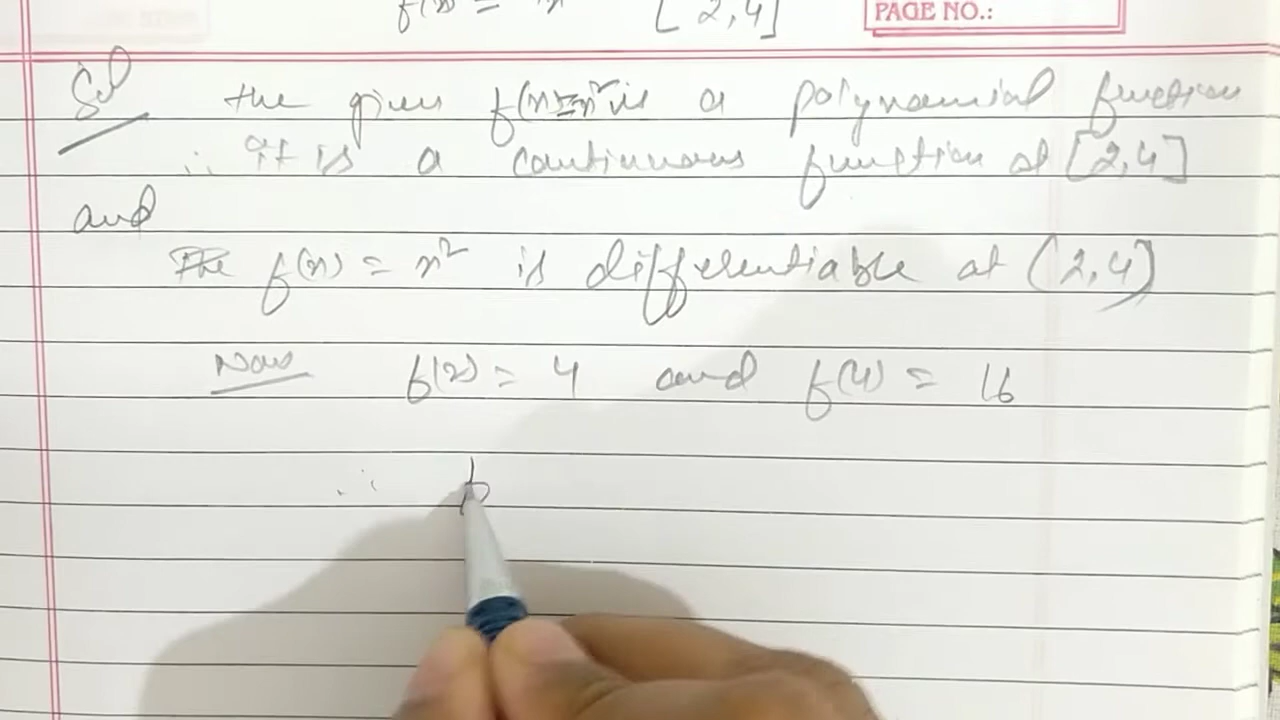 f(x) = x² [2,4]
PAGE NO.:
Sol the given f(x)=x² is a polynomial function
∴ it is a continuous function at [2,4]
and
The f(x) = x² is differentiable at (2,4)
Now f(2) = 4 and f(4) = 16
∴ f